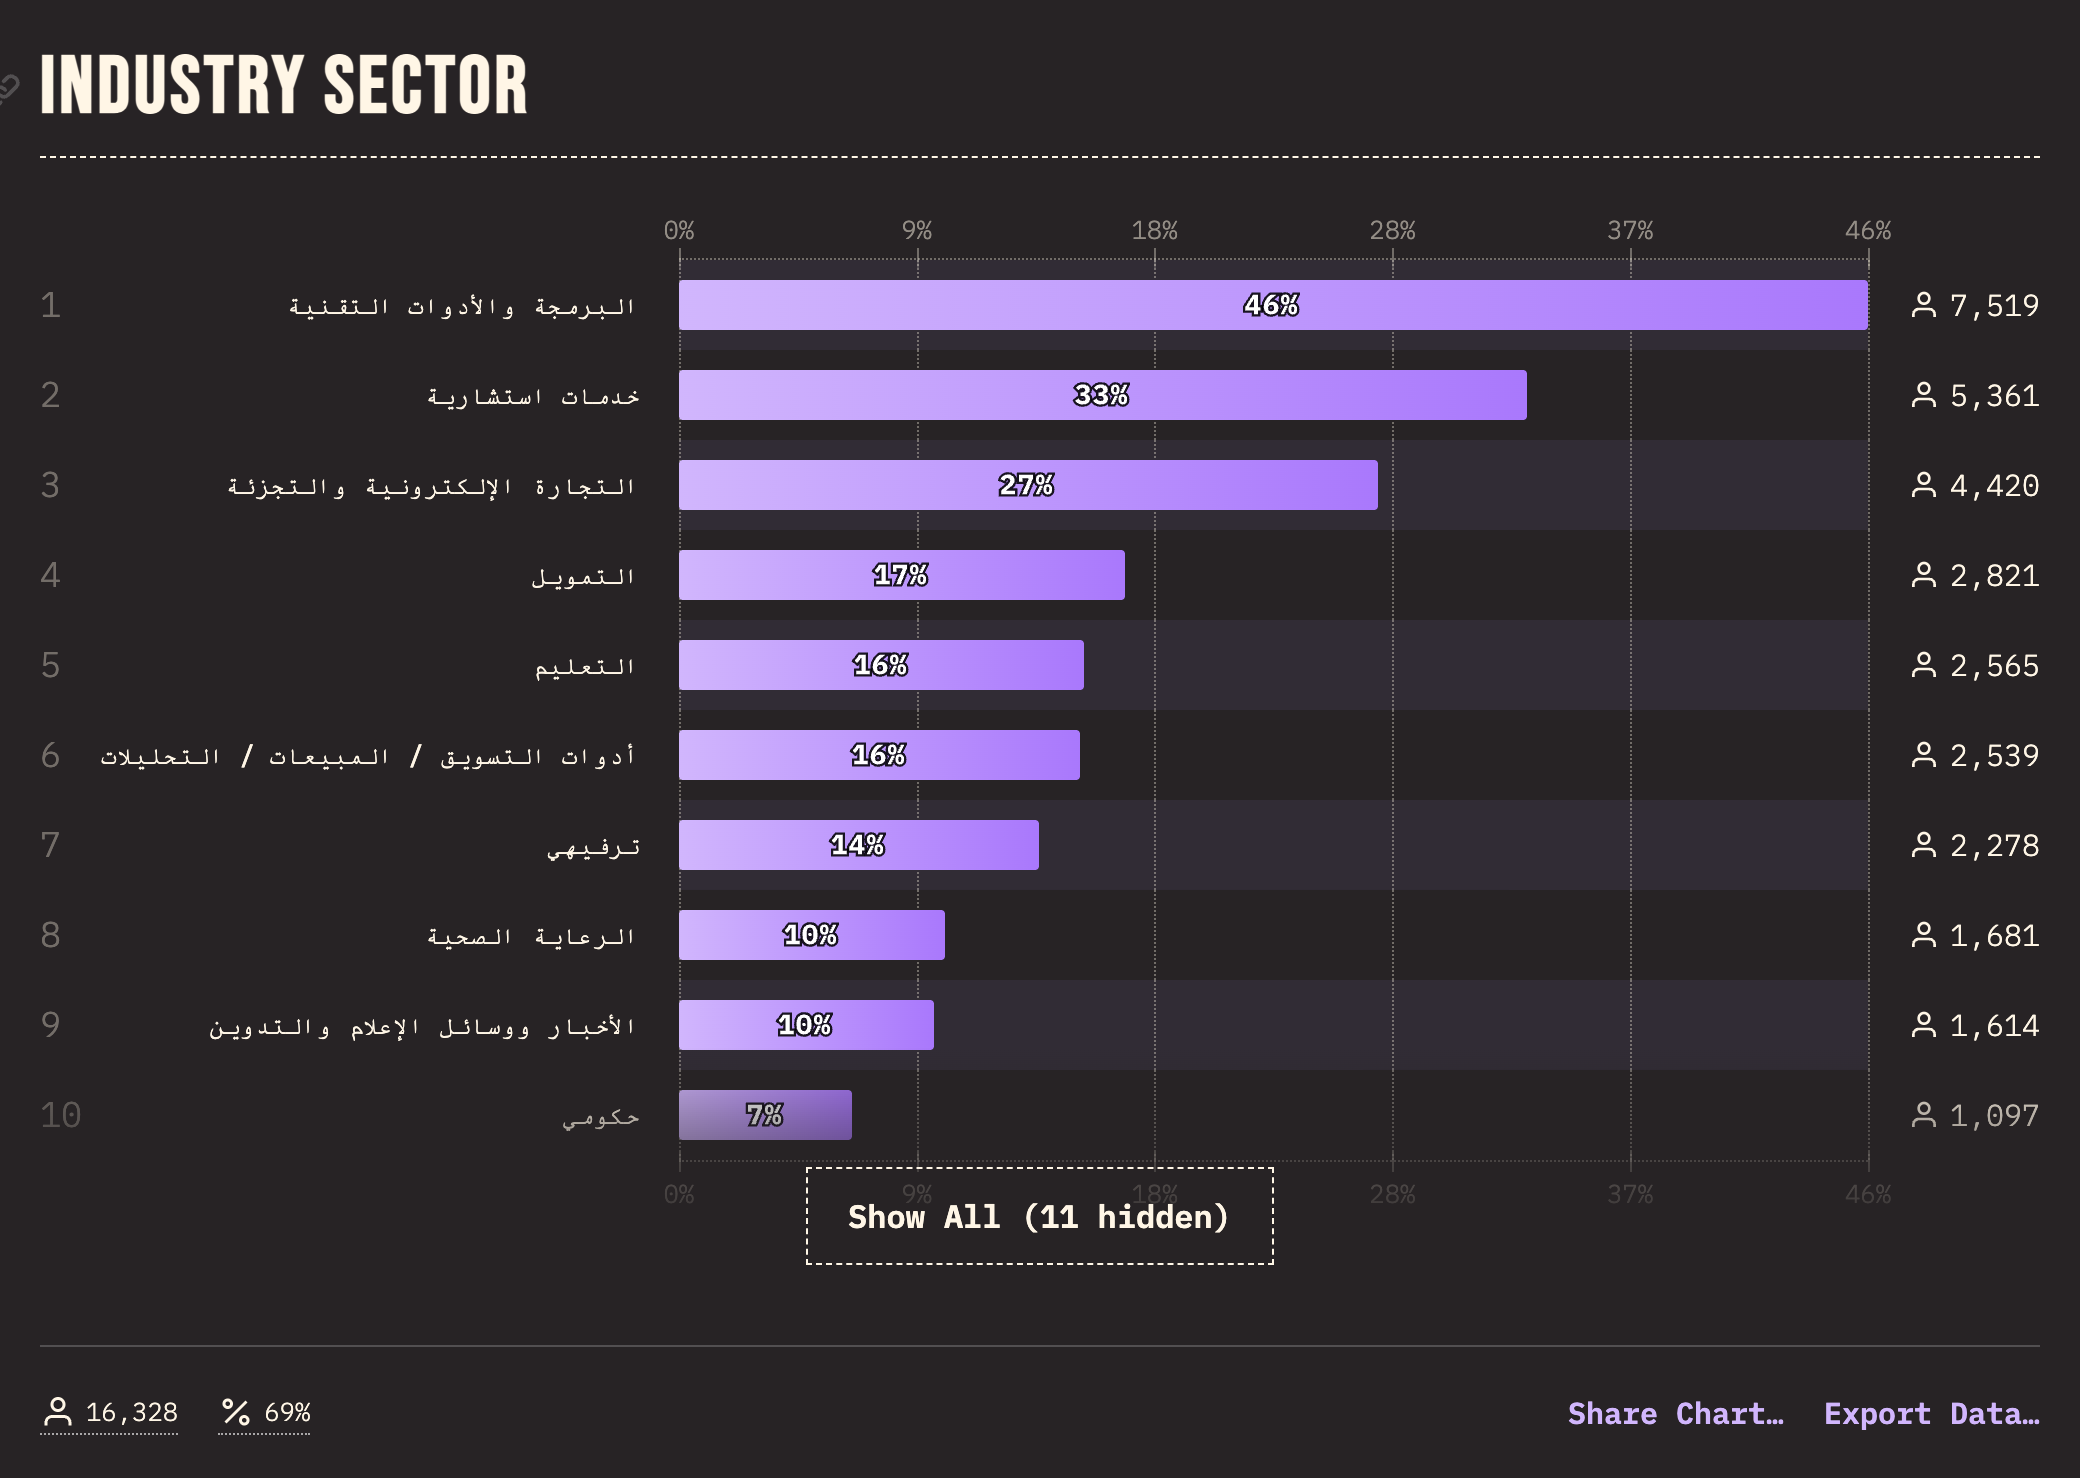 INDUSTRY SECTOR
0% 9% 18% 28% 37% 46%
1 البرمجة والأدوات التقنية 46% 7,519
2 خدمات استشارية 33% 5,361
3 التجارة الإلكترونية والتجزئة 27% 4,420
4 التمويل 17% 2,821
5 التعليم 16% 2,565
6 أدوات التسويق / المبيعات / التحليلات 16% 2,539
7 ترفيهي 14% 2,278
8 الرعاية الصحية 10% 1,681
9 الأخبار ووسائل الإعلام والتدوين 10% 1,614
10 حكومي 7% 1,097
0% 9% 18% 28% 37% 46%
Show All (11 hidden)
16,328 69% Share Chart… Export Data…